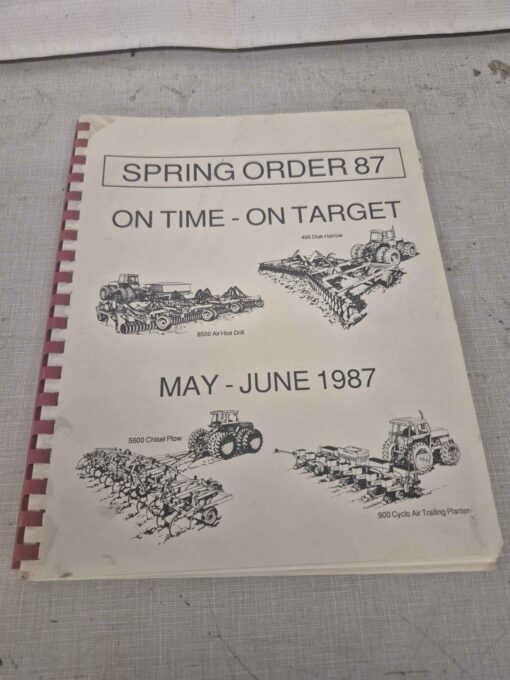 SPRING ORDER 87
ON TIME - ON TARGET
496 Disk Harrow
8500 Air Hoe Drill
MAY - JUNE 1987
5600 Chisel Plow
900 Cyclo Air Trailing Planter